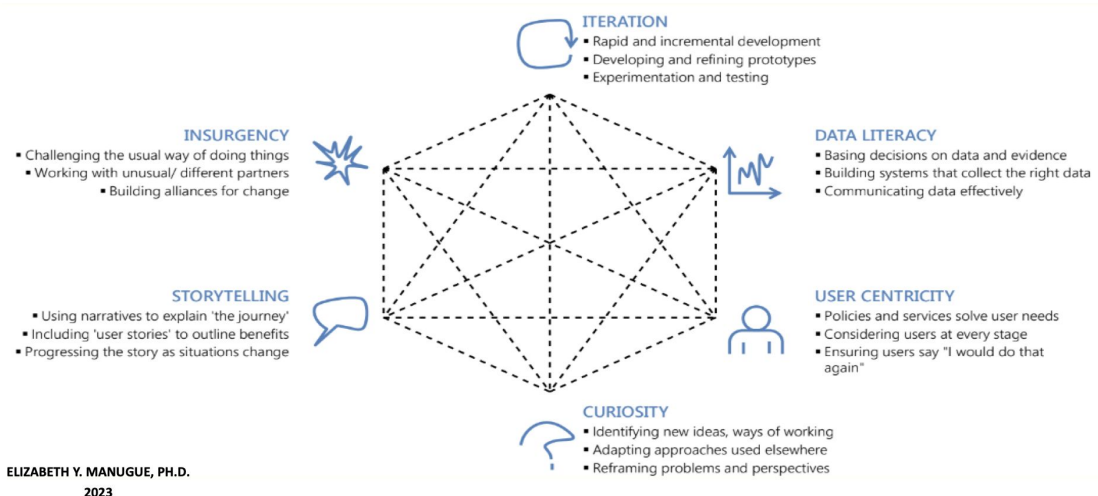 ITERATION
▪ Rapid and incremental development
▪ Developing and refining prototypes
▪ Experimentation and testing
INSURGENCY
▪ Challenging the usual way of doing things
▪ Working with unusual/ different partners
▪ Building alliances for change
DATA LITERACY
▪ Basing decisions on data and evidence
▪ Building systems that collect the right data
▪ Communicating data effectively
STORYTELLING
▪ Using narratives to explain 'the journey'
▪ Including 'user stories' to outline benefits
▪ Progressing the story as situations change
USER CENTRICITY
▪ Policies and services solve user needs
▪ Considering users at every stage
▪ Ensuring users say "I would do that
again"
CURIOSITY
▪ Identifying new ideas, ways of working
▪ Adapting approaches used elsewhere
▪ Reframing problems and perspectives
ELIZABETH Y. MANUGUE, PH.D.
2023